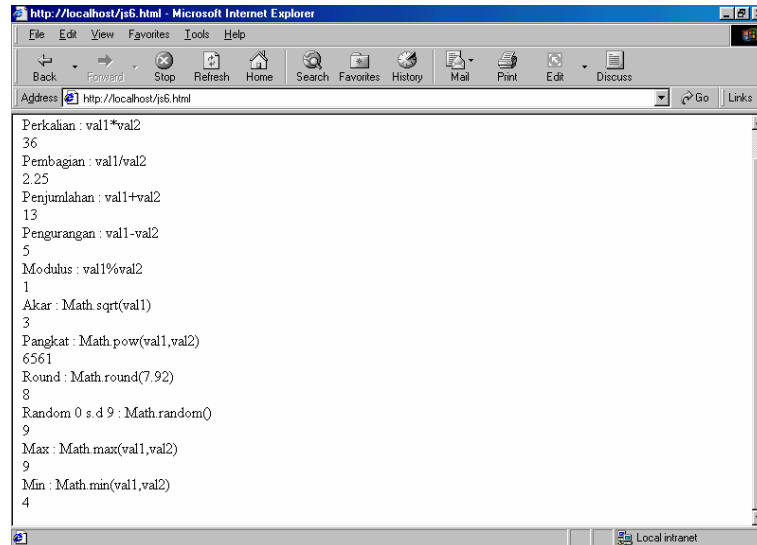 http://localhost/js6.html - Microsoft Internet Explorer
File Edit View Favorites Tools Help
Back Forward Stop Refresh Home Search Favorites History Mail Print Edit Discuss
Address http://localhost/js6.html Go Links
Perkalian : val1*val2
36
Pembagian : val1/val2
2.25
Penjumlahan : val1+val2
13
Pengurangan : val1-val2
5
Modulus : val1%val2
1
Akar : Math.sqrt(val1)
3
Pangkat : Math.pow(val1,val2)
6561
Round : Math.round(7.92)
8
Random 0 s.d 9 : Math.random()
9
Max : Math.max(val1,val2)
9
Min : Math.min(val1,val2)
4
Local intranet